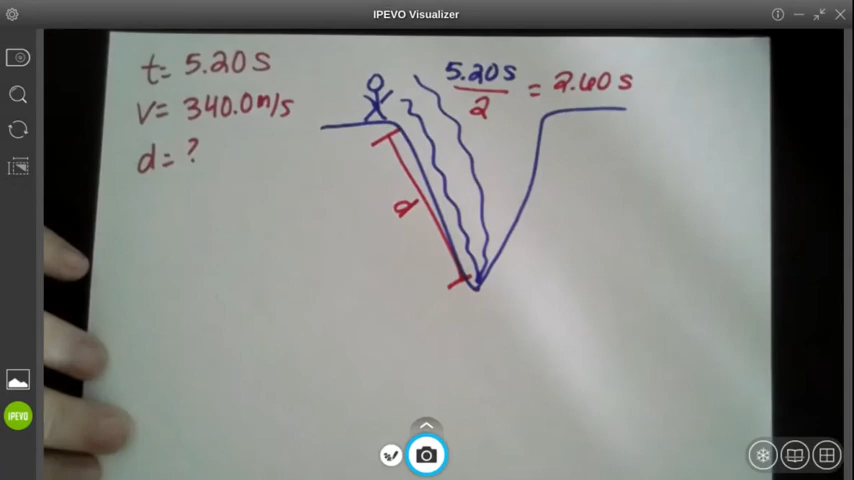 IPEVO Visualizer
t= 5.20 s
v= 340.0 m/s
d= ?
5.20 s
2
= 2.60 s
d
IPEVO